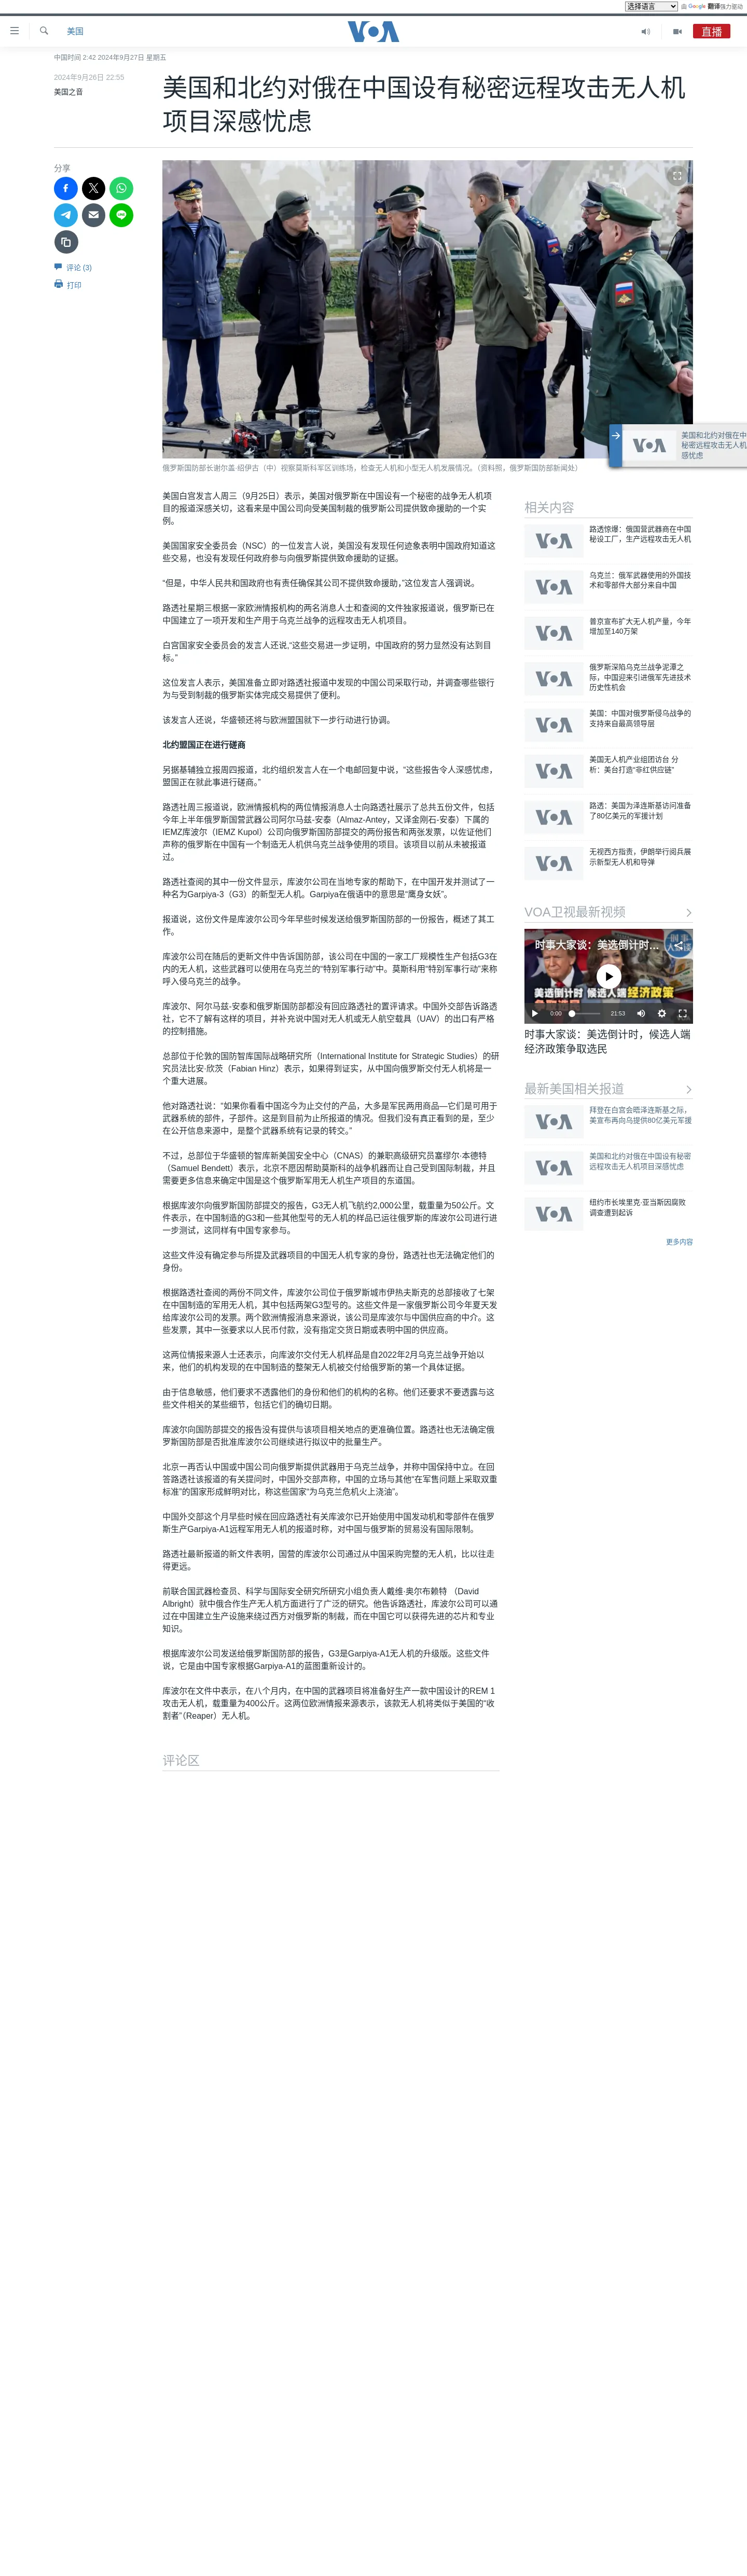 选择语言
由 Google 翻译强力驱动
美国
VOA
直播
中国时间 2:42 2024年9月27日 星期五
2024年9月26日 22:55
美国之音
美国和北约对俄在中国设有秘密远程攻击无人机
项目深感忧虑
分享
评论 (3)
打印
俄罗斯国防部长谢尔盖·绍伊古（中）视察莫斯科军区训练场，检查无人机和小型无人机发展情况。（资料照，俄罗斯国防部新闻处）
VOA
美国和北约对俄在中
秘密远程攻击无人机
感忧虑
美国白宫发言人周三（9月25日）表示，美国对俄罗斯在中国设有一个秘密的战争无人机项
目的报道深感关切，这看来是中国公司向受美国制裁的俄罗斯公司提供致命援助的一个实
例。
美国国家安全委员会（NSC）的一位发言人说，美国没有发现任何迹象表明中国政府知道这
些交易，也没有发现任何政府参与向俄罗斯提供致命援助的证据。
“但是，中华人民共和国政府也有责任确保其公司不提供致命援助，”这位发言人强调说。
路透社星期三根据一家欧洲情报机构的两名消息人士和查阅的文件独家报道说，俄罗斯已在
中国建立了一项开发和生产用于乌克兰战争的远程攻击无人机项目。
白宫国家安全委员会的发言人还说,“这些交易进一步证明，中国政府的努力显然没有达到目
标。”
这位发言人表示，美国准备立即对路透社报道中发现的中国公司采取行动，并调查哪些银行
为与受到制裁的俄罗斯实体完成交易提供了便利。
该发言人还说，华盛顿还将与欧洲盟国就下一步行动进行协调。
北约盟国正在进行磋商
另据基辅独立报周四报道，北约组织发言人在一个电邮回复中说，“这些报告令人深感忧虑，
盟国正在就此事进行磋商。”
路透社周三报道说，欧洲情报机构的两位情报消息人士向路透社展示了总共五份文件，包括
今年上半年俄罗斯国营武器公司阿尔马兹-安泰（Almaz-Antey，又译金刚石-安泰）下属的
IEMZ库波尔（IEMZ Kupol）公司向俄罗斯国防部提交的两份报告和两张发票，以佐证他们
声称的俄罗斯在中国有一个制造无人机供乌克兰战争使用的项目。该项目以前从未被报道
过。
路透社查阅的其中一份文件显示，库波尔公司在当地专家的帮助下，在中国开发并测试了一
种名为Garpiya-3（G3）的新型无人机。Garpiya在俄语中的意思是“鹰身女妖”。
报道说，这份文件是库波尔公司今年早些时候发送给俄罗斯国防部的一份报告，概述了其工
作。
库波尔公司在随后的更新文件中告诉国防部，该公司在中国的一家工厂规模性生产包括G3在
内的无人机，这些武器可以使用在乌克兰的“特别军事行动”中。莫斯科用“特别军事行动”来称
呼入侵乌克兰的战争。
库波尔、阿尔马兹-安泰和俄罗斯国防部都没有回应路透社的置评请求。中国外交部告诉路透
社，它不了解有这样的项目，并补充说中国对无人机或无人航空载具（UAV）的出口有严格
的控制措施。
总部位于伦敦的国防智库国际战略研究所（International Institute for Strategic Studies）的研
究员法比安·欣茨（Fabian Hinz）表示，如果得到证实，从中国向俄罗斯交付无人机将是一
个重大进展。
他对路透社说：“如果你看看中国迄今为止交付的产品，大多是军民两用商品—它们是可用于
武器系统的部件，子部件。这是到目前为止所报道的情况。但我们没有真正看到的是，至少
在公开信息来源中，是整个武器系统有记录的转交。”
不过，总部位于华盛顿的智库新美国安全中心（CNAS）的兼职高级研究员塞缪尔·本德特
（Samuel Bendett）表示，北京不愿因帮助莫斯科的战争机器而让自己受到国际制裁，并且
需要更多信息来确定中国是这个俄罗斯军用无人机生产项目的东道国。
根据库波尔向俄罗斯国防部提交的报告，G3无人机飞航约2,000公里，载重量为50公斤。文
件表示，在中国制造的G3和一些其他型号的无人机的样品已运往俄罗斯的库波尔公司进行进
一步测试，这同样有中国专家参与。
这些文件没有确定参与所提及武器项目的中国无人机专家的身份，路透社也无法确定他们的
身份。
根据路透社查阅的两份不同文件，库波尔公司位于俄罗斯城市伊热夫斯克的总部接收了七架
在中国制造的军用无人机，其中包括两架G3型号的。这些文件是一家俄罗斯公司今年夏天发
给库波尔公司的发票。两个欧洲情报消息来源说，该公司是库波尔与中国供应商的中介。这
些发票，其中一张要求以人民币付款，没有指定交货日期或表明中国的供应商。
这两位情报来源人士还表示，向库波尔交付无人机样品是自2022年2月乌克兰战争开始以
来，他们的机构发现的在中国制造的整架无人机被交付给俄罗斯的第一个具体证据。
由于信息敏感，他们要求不透露他们的身份和他们的机构的名称。他们还要求不要透露与这
些文件相关的某些细节，包括它们的确切日期。
库波尔向国防部提交的报告没有提供与该项目相关地点的更准确位置。路透社也无法确定俄
罗斯国防部是否批准库波尔公司继续进行拟议中的批量生产。
北京一再否认中国或中国公司向俄罗斯提供武器用于乌克兰战争，并称中国保持中立。在回
答路透社该报道的有关提问时，中国外交部声称，中国的立场与其他“在军售问题上采取双重
标准”的国家形成鲜明对比，称这些国家“为乌克兰危机火上浇油”。
中国外交部这个月早些时候在回应路透社有关库波尔已开始使用中国发动机和零部件在俄罗
斯生产Garpiya-A1远程军用无人机的报道时称，对中国与俄罗斯的贸易没有国际限制。
路透社最新报道的新文件表明，国营的库波尔公司通过从中国采购完整的无人机，比以往走
得更远。
前联合国武器检查员、科学与国际安全研究所研究小组负责人戴维·奥尔布赖特 （David
Albright）就中俄合作生产无人机方面进行了广泛的研究。他告诉路透社，库波尔公司可以通
过在中国建立生产设施来绕过西方对俄罗斯的制裁，而在中国它可以获得先进的芯片和专业
知识。
根据库波尔公司发送给俄罗斯国防部的报告，G3是Garpiya-A1无人机的升级版。这些文件
说，它是由中国专家根据Garpiya-A1的蓝图重新设计的。
库波尔在文件中表示，在八个月内，在中国的武器项目将准备好生产一款中国设计的REM 1
攻击无人机，载重量为400公斤。这两位欧洲情报来源表示，该款无人机将类似于美国的“收
割者”（Reaper）无人机。
评论区
相关内容
VOA
路透惊爆：俄国营武器商在中国
秘设工厂，生产远程攻击无人机
VOA
乌克兰：俄军武器使用的外国技
术和零部件大部分来自中国
VOA
普京宣布扩大无人机产量，今年
增加至140万架
VOA
俄罗斯深陷乌克兰战争泥潭之
际，中国迎来引进俄军先进技术
历史性机会
VOA
美国：中国对俄罗斯侵乌战争的
支持来自最高领导层
VOA
美国无人机产业组团访台 分
析：美台打造“非红供应链”
VOA
路透：美国为泽连斯基访问准备
了80亿美元的军援计划
VOA
无视西方指责，伊朗举行阅兵展
示新型无人机和导弹
VOA卫视最新视频
时事大家谈：美选倒计时...
美选倒计时 候选人端经济政策
0:00
21:53
时事大家谈：美选倒计时，候选人端
经济政策争取选民
最新美国相关报道
VOA
拜登在白宫会晤泽连斯基之际，
美宣布再向乌提供80亿美元军援
VOA
美国和北约对俄在中国设有秘密
远程攻击无人机项目深感忧虑
VOA
纽约市长埃里克·亚当斯因腐败
调查遭到起诉
更多内容